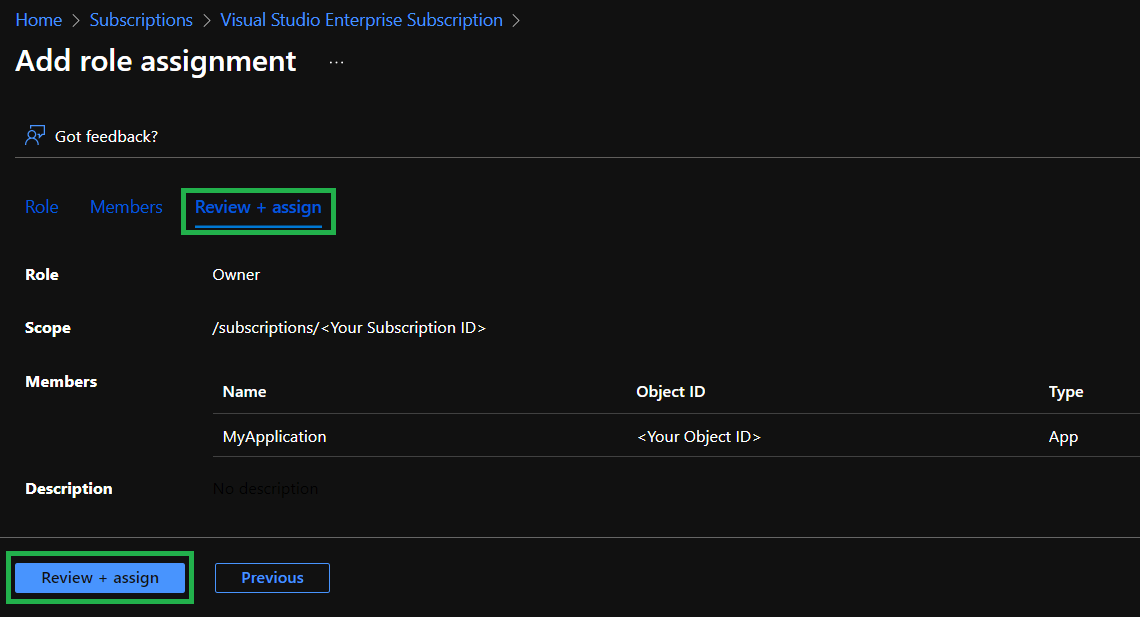 Home > Subscriptions > Visual Studio Enterprise Subscription >
Add role assignment ...
Got feedback?
Role Members Review + assign
Role Owner
Scope /subscriptions/<Your Subscription ID>
Members
Name Object ID Type
MyApplication <Your Object ID> App
Description No description
Review + assign Previous